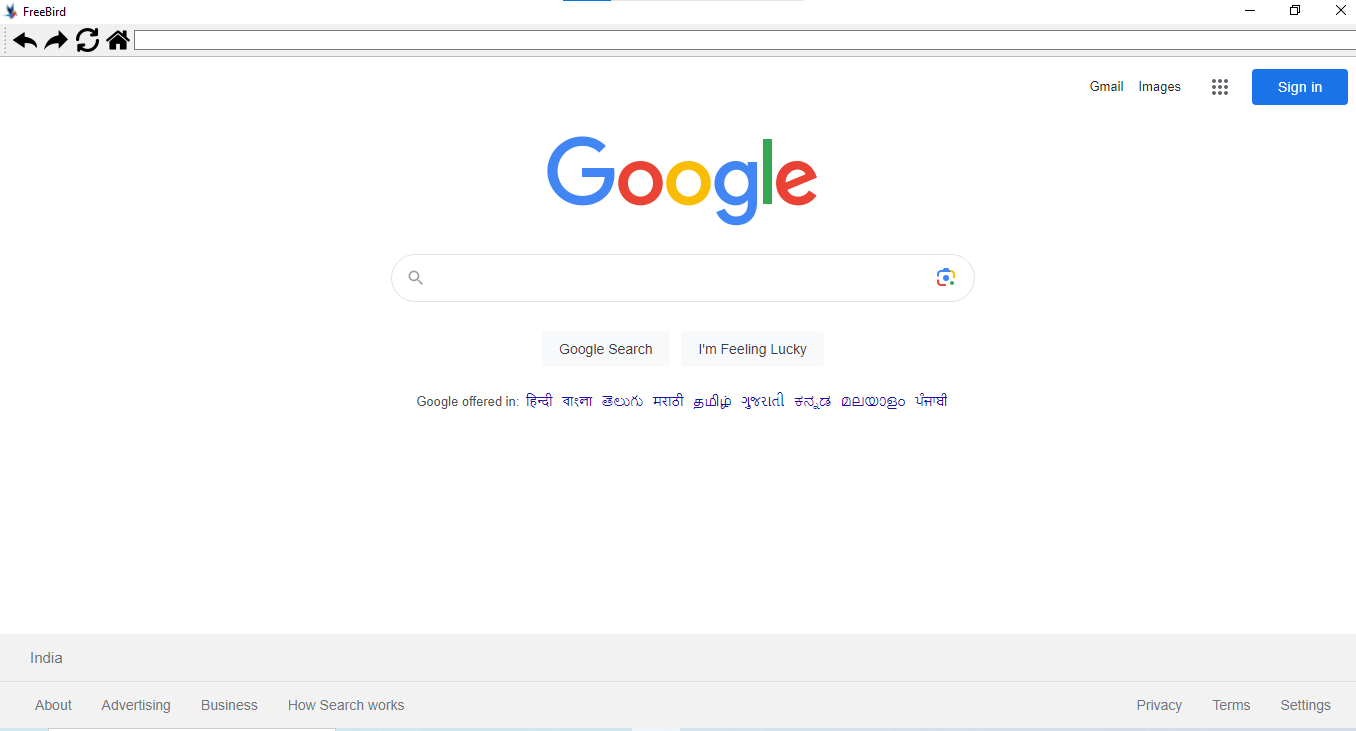 FreeBird
Gmail Images Sign in
Google
Google Search I'm Feeling Lucky
Google offered in: हिन्दी বাংলা తెలుగు मराठी தமிழ் ગુજરાતી ಕನ್ನಡ മലയാളം ਪੰਜਾਬੀ
India
About Advertising Business How Search works Privacy Terms Settings